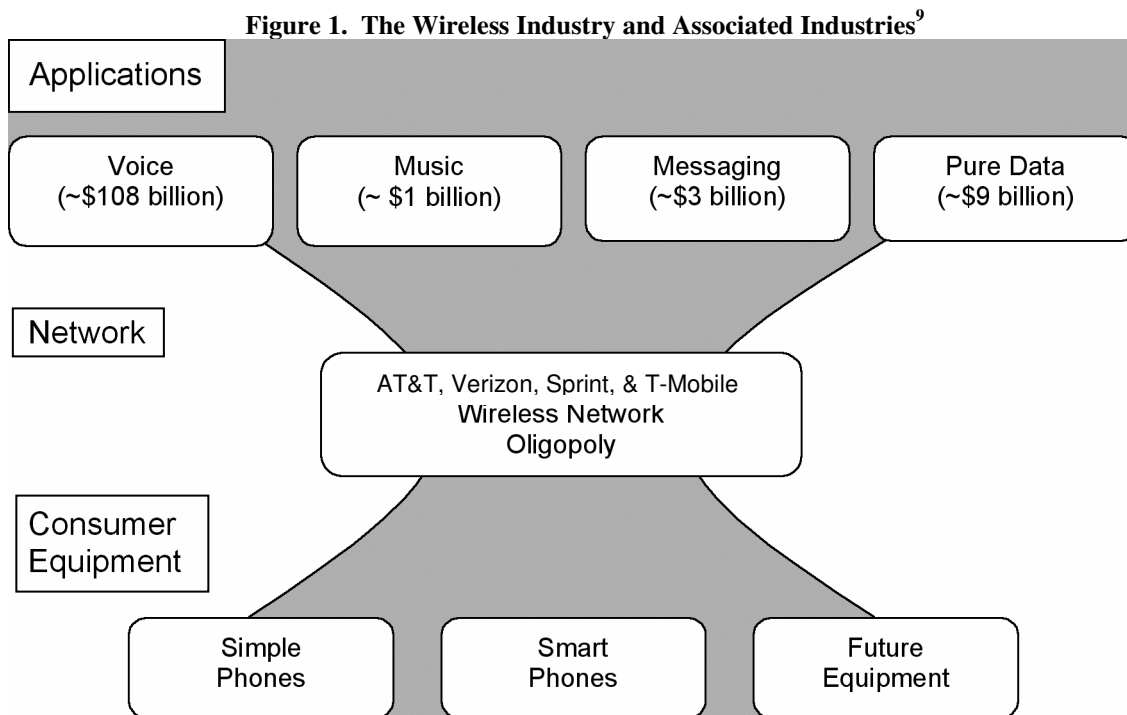 Figure 1. The Wireless Industry and Associated Industries9
Applications
Voice
(~$108 billion)
Music
(~ $1 billion)
Messaging
(~$3 billion)
Pure Data
(~$9 billion)
Network
AT&T, Verizon, Sprint, & T-Mobile
Wireless Network
Oligopoly
Consumer
Equipment
Simple
Phones
Smart
Phones
Future
Equipment